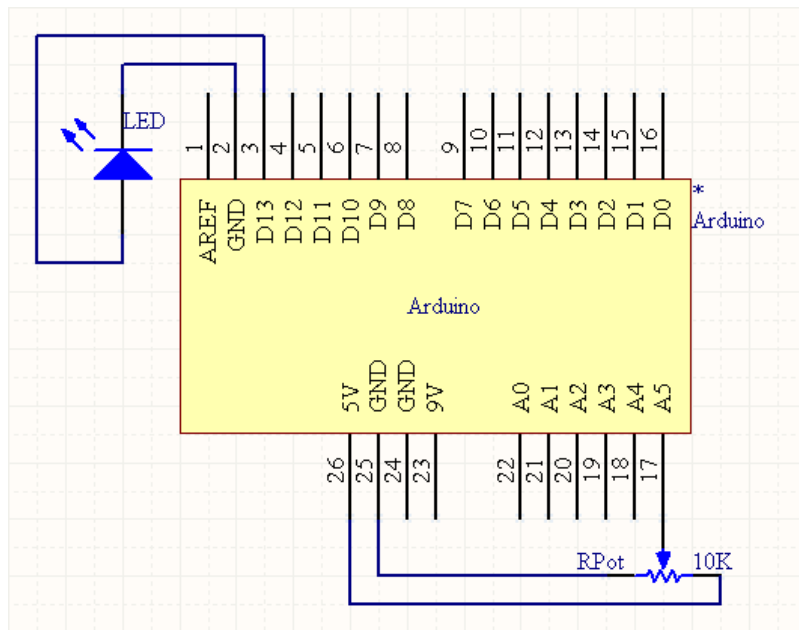 LED
1
2
3
4
5
6
7
8
9
10
11
12
13
14
15
16
AREF
GND
D13
D12
D11
D10
D9
D8
D7
D6
D5
D4
D3
D2
D1
D0
*
Arduino
Arduino
5V
GND
GND
9V
A0
A1
A2
A3
A4
A5
26
25
24
23
22
21
20
19
18
17
RPot
10K